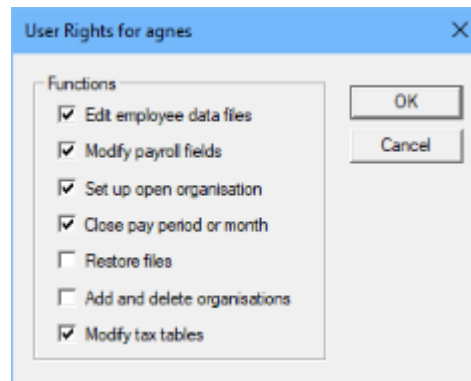 User Rights for agnes
Functions
Edit employee data files
Modify payroll fields
Set up open organisation
Close pay period or month
Restore files
Add and delete organisations
Modify tax tables
OK
Cancel